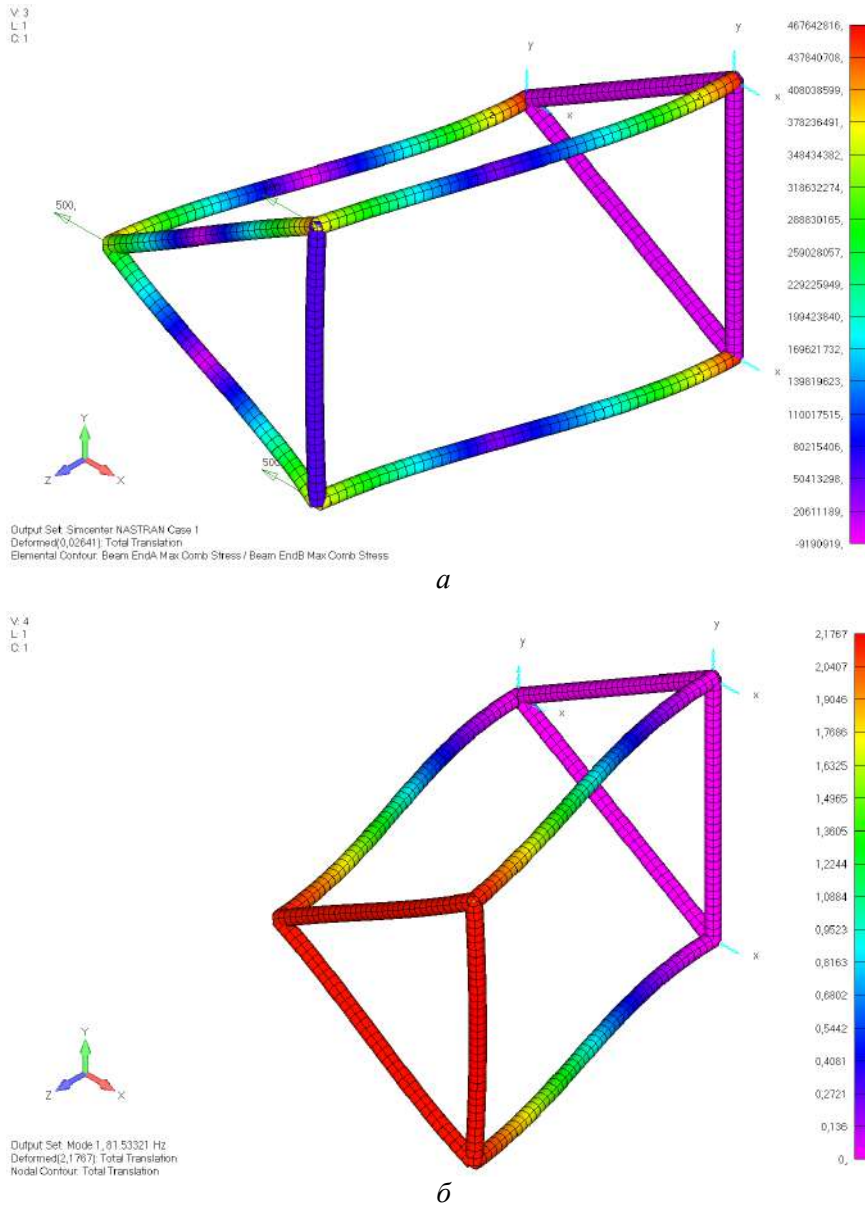 V: 3
L: 1
C: 1
y
y
x
x
x
500,
500
Y
Z
X
467642816,
437840708,
408038599,
378236491,
348434382,
318632274,
288830165,
259028057,
229225949,
199423840,
169621732,
139819623,
110017515,
80215406,
50413298,
20611189,
-9190919,
Output Set: Simcenter NASTRAN Case 1
Deformed(0,02641): Total Translation
Elemental Contour: Beam EndA Max Comb Stress / Beam EndB Max Comb Stress
а
V: 4
L: 1
C: 1
y
y
x
x
x
Y
Z
X
2,1767
2,0407
1,9046
1,7686
1,6325
1,4965
1,3605
1,2244
1,0884
0,9523
0,8163
0,6802
0,5442
0,4081
0,2721
0,136
0,
Output Set: Mode 1, 81.53321 Hz
Deformed(2,1767): Total Translation
Nodal Contour: Total Translation
б